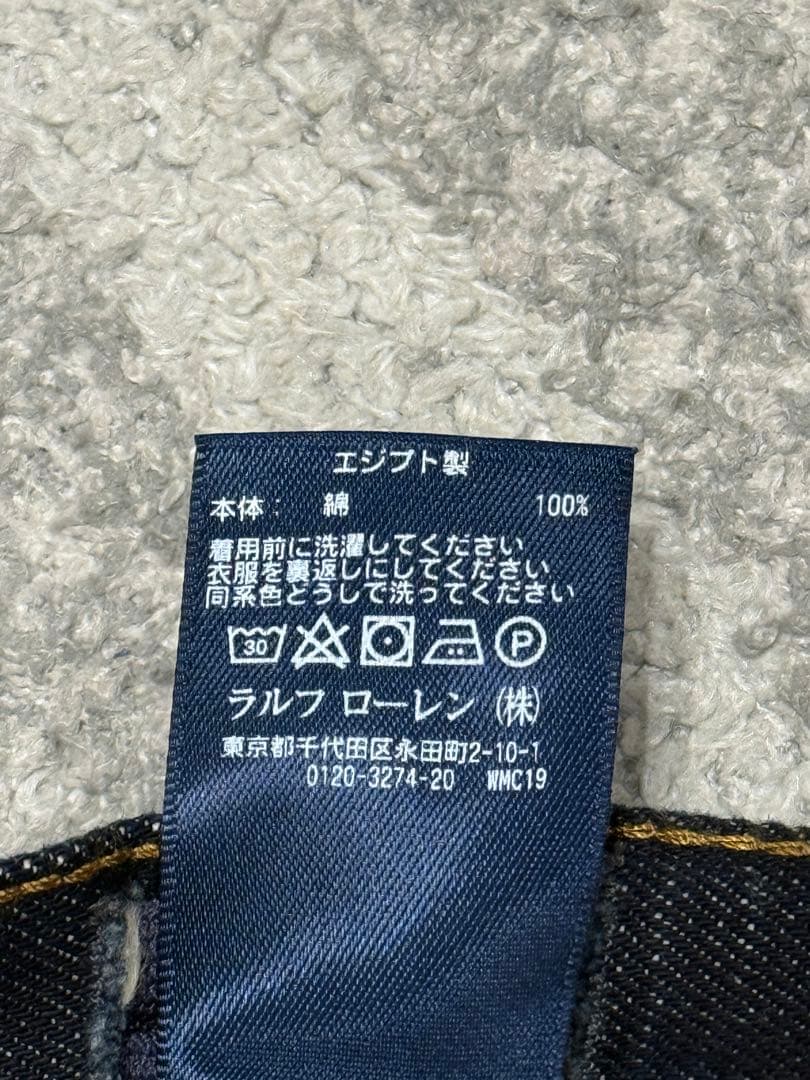 エジプト製
本体： 綿 100%
着用前に洗濯してください
衣服を裏返しにしてください
同系色どうしで洗ってください
30 P
ラルフ ローレン (株)
東京都千代田区永田町2-10-1
0120-3274-20 WMC19